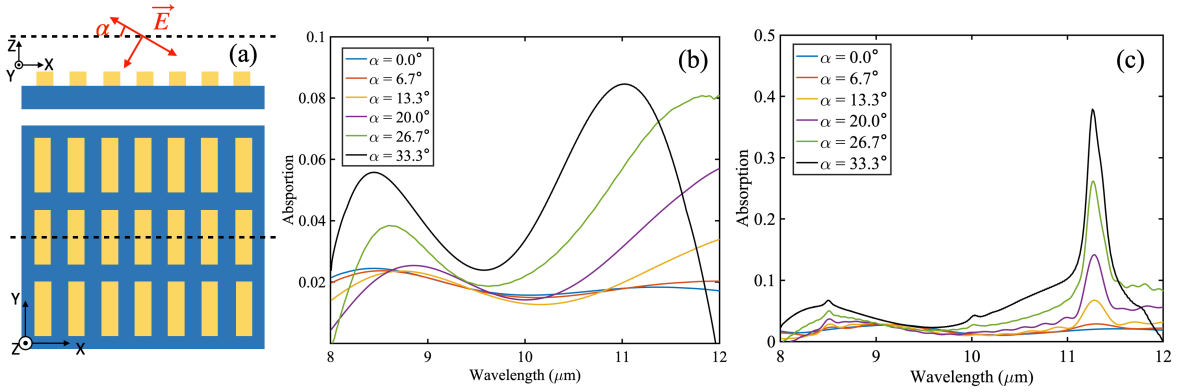 α
E
(a)
Z
Y
X
Y
Z
X
(b)
0.1
0.08
0.06
0.04
0.02
Absportion
α = 0.0°
α = 6.7°
α = 13.3°
α = 20.0°
α = 26.7°
α = 33.3°
8 9 10 11 12
Wavelength (μm)
(c)
0.5
0.4
0.3
0.2
0.1
0
Absorption
α = 0.0°
α = 6.7°
α = 13.3°
α = 20.0°
α = 26.7°
α = 33.3°
8 9 10 11 12
Wavelength (μm)